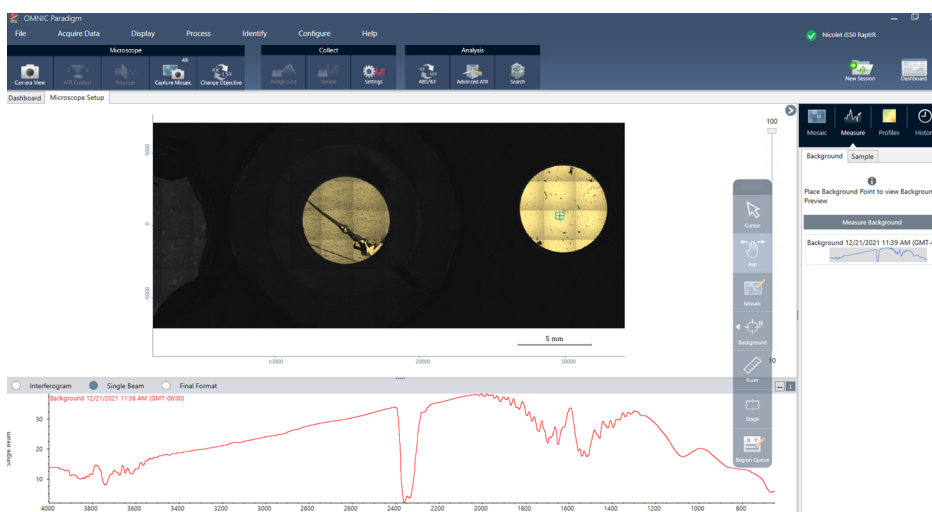 OMNIC Paradigm
File Acquire Data Display Process Identify Configure Help
Nicolet iS50 RaptIR
Microscope Collect Analysis
4X
Camera View ATR Contact Polarizer Capture Mosaic Change Objective Background Sample Settings ABS/%T Advanced ATR Search
New Session Dashboard
Dashboard Microscope Setup
100
Mosaic Measure Profiles Histor
Background Sample
Place Background Point to view Backgroun
Preview
Measure Background
Background 12/21/2021 11:39 AM (GMT-
5000
0
-5000
Cursor
Pan
Mosaic
B
Background
Ruler
Stage
Region Queue
5 mm
10
10000 20000 30000
Interferogram Single Beam Final Format
Background 12/21/2021 11:39 AM (GMT-06:00)
Single Beam
30
20
10
4000 3800 3600 3400 3200 3000 2800 2600 2400 2200 2000 1800 1600 1400 1200 1000 800